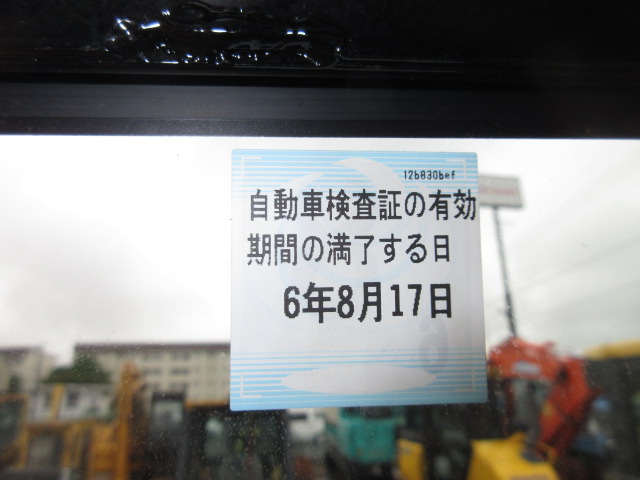 12b030bef
自動車検査証の有効
期間の満了する日
6年8月17日